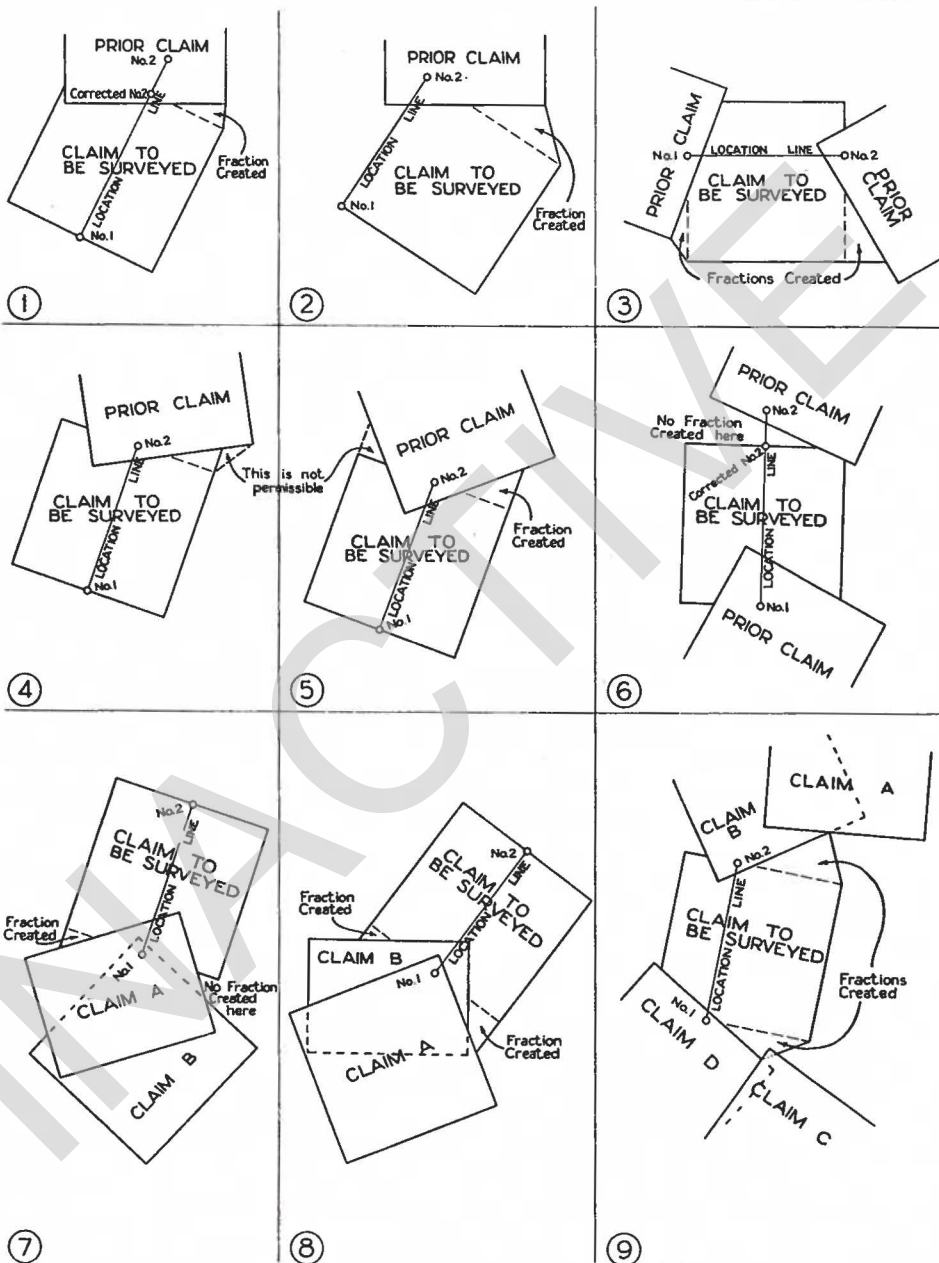 PRIOR CLAIM
No.2
Corrected No.2
LOCATION LINE
CLAIM TO
BE SURVEYED
Fraction
Created
No.1
1
PRIOR CLAIM
No.2.
LOCATION LINE
CLAIM TO
BE SURVEYED
No.1
Fraction
Created
2
PRIOR CLAIM
No.1
LOCATION LINE
No.2
CLAIM TO
BE SURVEYED
PRIOR
CLAIM
Fractions Created
3
PRIOR CLAIM
No.2
CLAIM TO
BE SURVEYED
LOCATION LINE
No.1
This is not
permissible
4
PRIOR CLAIM
No.2
CLAIM TO
BE SURVEYED
LOCATION LINE
Fraction
Created
No.1
5
PRIOR CLAIM
No.2
No Fraction
Created here
Corrected No.2
LINE
CLAIM TO
BE SURVEYED
LOCATION
No.1
PRIOR CLAIM
6
No.2
CLAIM TO
BE SURVEYED
LOCATION LINE
Fraction
Created
No.1
CLAIM A
No Fraction
Created
here
CLAIM B
7
No.2
CLAIM TO
BE SURVEYED
LOCATION LINE
Fraction
Created
CLAIM B
No.1
CLAIM A
Fraction
Created
8
CLAIM A
CLAIM
B
No.2
CLAIM TO
BE SURVEYED
LOCATION LINE
Fractions
Created
No.1
CLAIM D
CLAIM C
9
INACTIVE